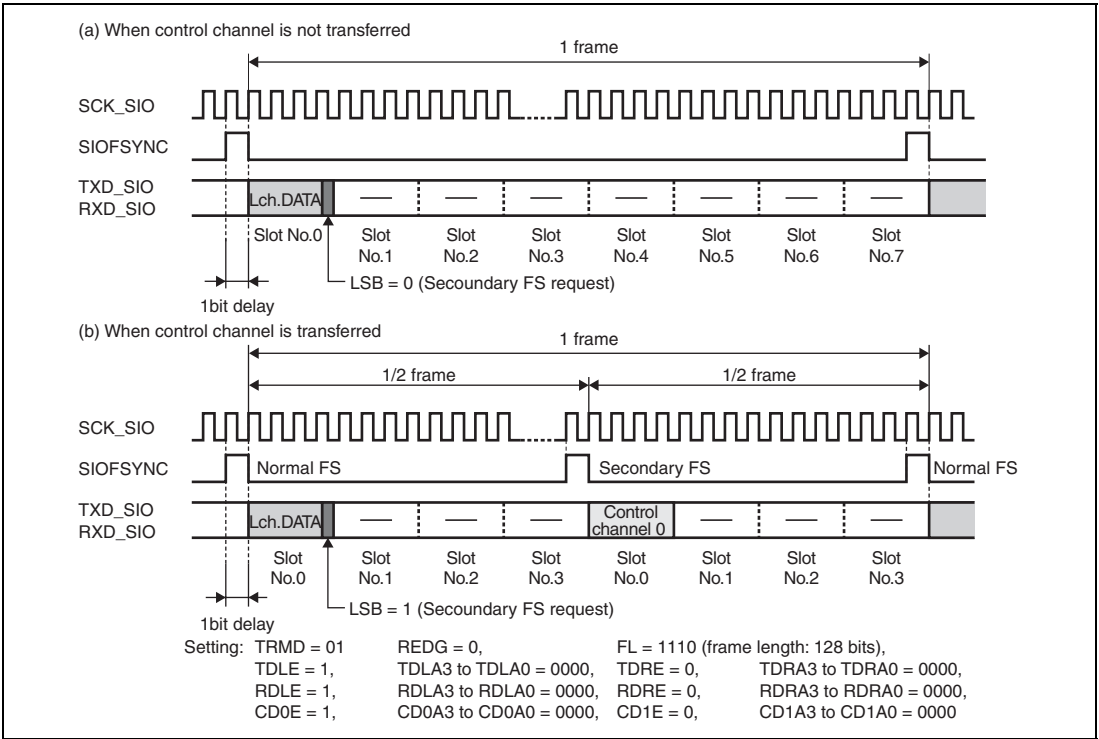 (a) When control channel is not transferred
1 frame
SCK_SIO
SIOFSYNC
TXD_SIO
RXD_SIO
Lch.DATA
Slot No.0
Slot No.1
Slot No.2
Slot No.3
Slot No.4
Slot No.5
Slot No.6
Slot No.7
LSB = 0 (Secoundary FS request)
1bit delay
(b) When control channel is transferred
1 frame
1/2 frame
1/2 frame
SCK_SIO
SIOFSYNC
Normal FS
Secondary FS
Normal FS
TXD_SIO
RXD_SIO
Lch.DATA
Control
channel 0
Slot No.0
Slot No.1
Slot No.2
Slot No.3
Slot No.0
Slot No.1
Slot No.2
Slot No.3
LSB = 1 (Secoundary FS request)
1bit delay
Setting: TRMD = 01 REDG = 0, FL = 1110 (frame length: 128 bits),
TDLE = 1, TDLA3 to TDLA0 = 0000, TDRE = 0, TDRA3 to TDRA0 = 0000,
RDLE = 1, RDLA3 to RDLA0 = 0000, RDRE = 0, RDRA3 to RDRA0 = 0000,
CD0E = 1, CD0A3 to CD0A0 = 0000, CD1E = 0, CD1A3 to CD1A0 = 0000